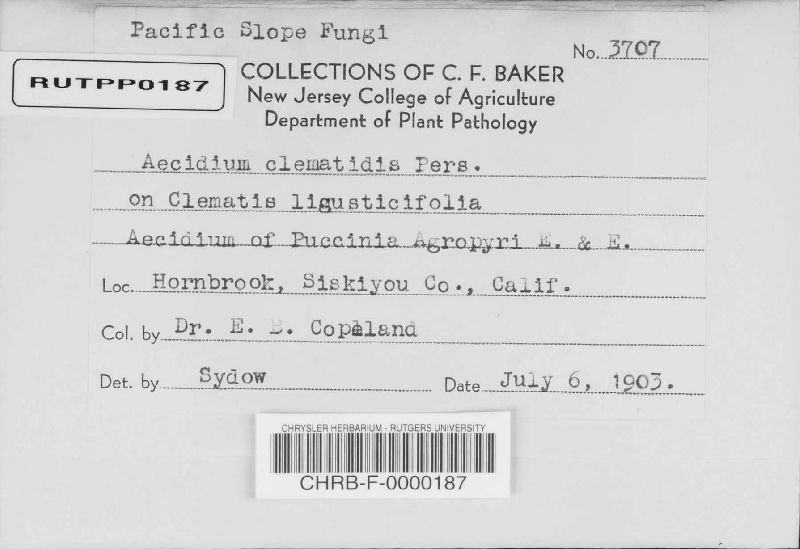 Pacific Slope Fungi
No. 3707
RUTPP0187
COLLECTIONS OF C. F. BAKER
New Jersey College of Agriculture
Department of Plant Pathology
Aecidium clematidis Pers.
on Clematis ligusticifolia
Aecidium of Puccinia Agropyri E. & E.
Loc. Hornbrook, Siskiyou Co., Calif.
Col. by Dr. E. B. Copeland
Det. by Sydow Date July 6, 1903.
CHRYSLER HERBARIUM - RUTGERS UNIVERSITY
CHRB-F-0000187